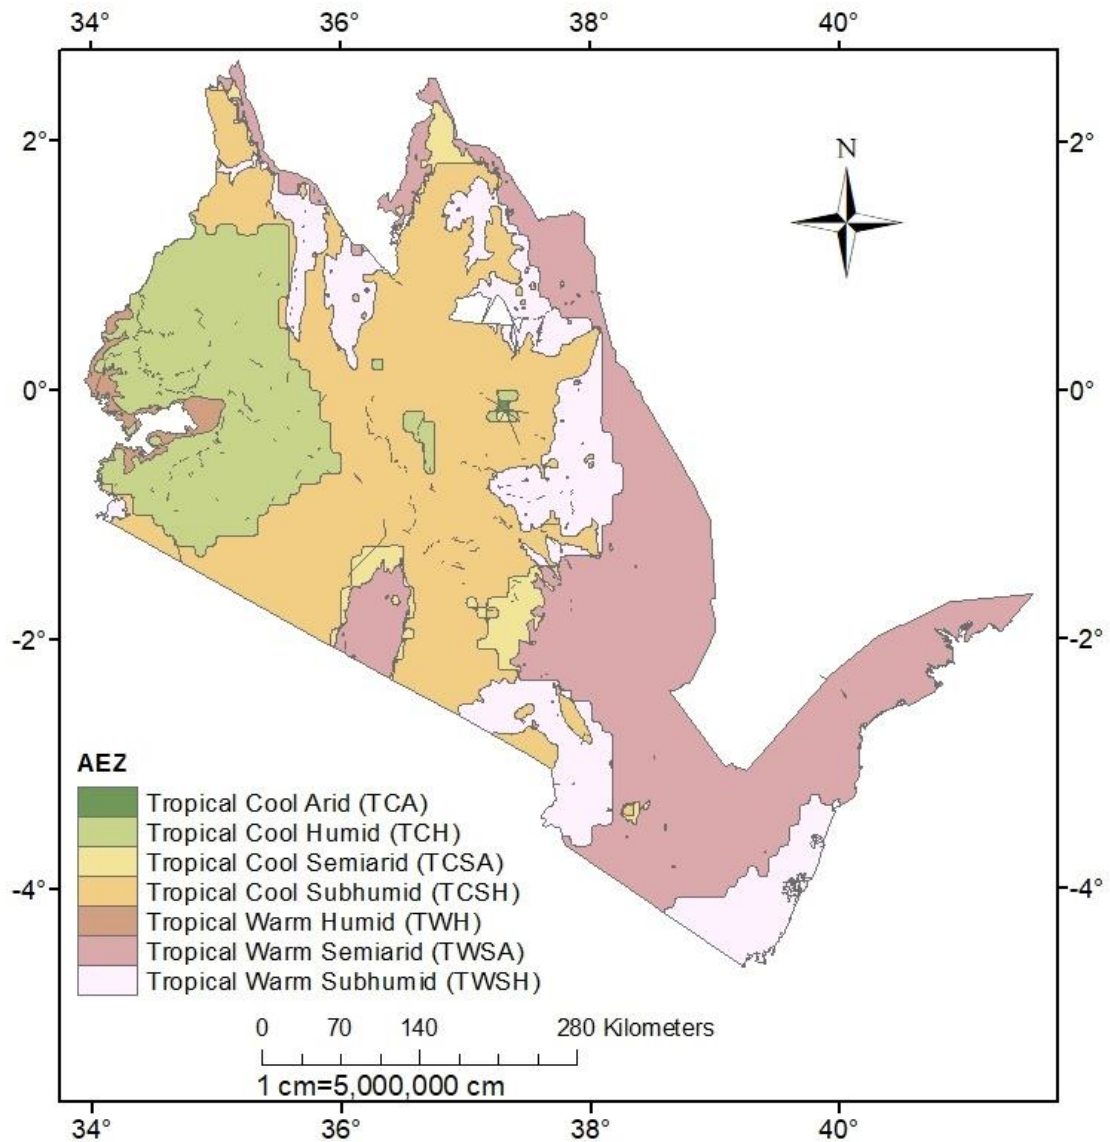 34° 36° 38° 40°
N
2° 2°
0° 0°
-2° -2°
-4° -4°
AEZ
Tropical Cool Arid (TCA)
Tropical Cool Humid (TCH)
Tropical Cool Semiarid (TCSA)
Tropical Cool Subhumid (TCSH)
Tropical Warm Humid (TWH)
Tropical Warm Semiarid (TWSA)
Tropical Warm Subhumid (TWSH)
0 70 140 280 Kilometers
1 cm=5,000,000 cm
34° 36° 38° 40°